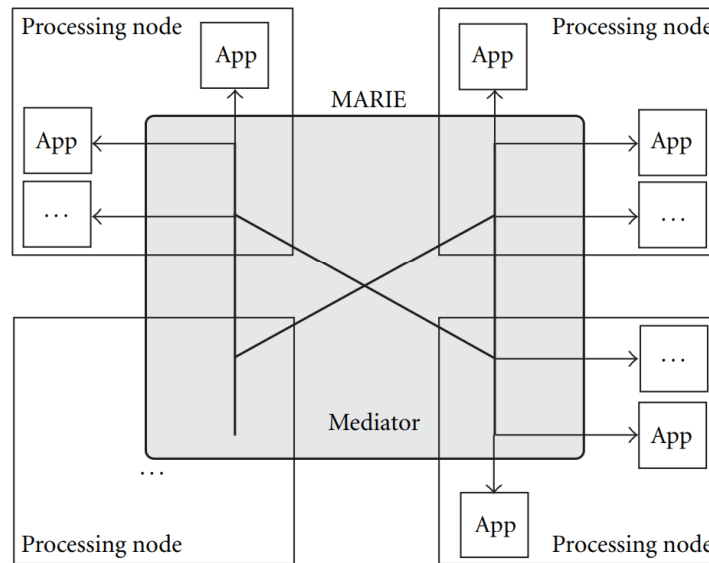 Processing node
App
App
...
MARIE
Processing node
App
App
...
Mediator
...
Processing node
...
App
App
Processing node